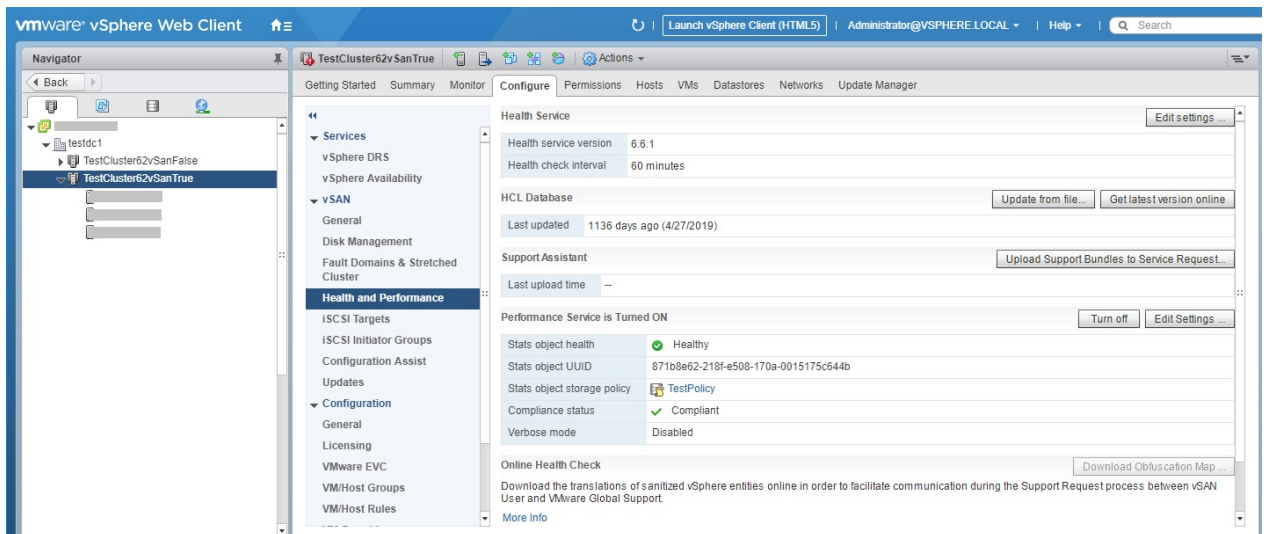 vmware® vSphere Web Client
Launch vSphere Client (HTML5)
Administrator@VSPHERE.LOCAL
Help
Search
Navigator
Back
testdc1
TestCluster62vSanFalse
TestCluster62vSanTrue
TestCluster62vSanTrue
Actions
Getting Started Summary Monitor Configure Permissions Hosts VMs Datastores Networks Update Manager
Services
vSphere DRS
vSphere Availability
vSAN
General
Disk Management
Fault Domains & Stretched
Cluster
Health and Performance
iSCSI Targets
iSCSI Initiator Groups
Configuration Assist
Updates
Configuration
General
Licensing
VMware EVC
VM/Host Groups
VM/Host Rules
Health Service
Edit settings ...
Health service version 6.6.1
Health check interval 60 minutes
HCL Database
Update from file...
Get latest version online
Last updated 1136 days ago (4/27/2019)
Support Assistant
Upload Support Bundles to Service Request...
Last upload time --
Performance Service is Turned ON
Turn off
Edit Settings ...
Stats object health Healthy
Stats object UUID 871b8e62-218f-e508-170a-0015175c644b
Stats object storage policy TestPolicy
Compliance status Compliant
Verbose mode Disabled
Online Health Check
Download Obfuscation Map ...
Download the translations of sanitized vSphere entities online in order to facilitate communication during the Support Request process between vSAN
User and VMware Global Support.
More Info